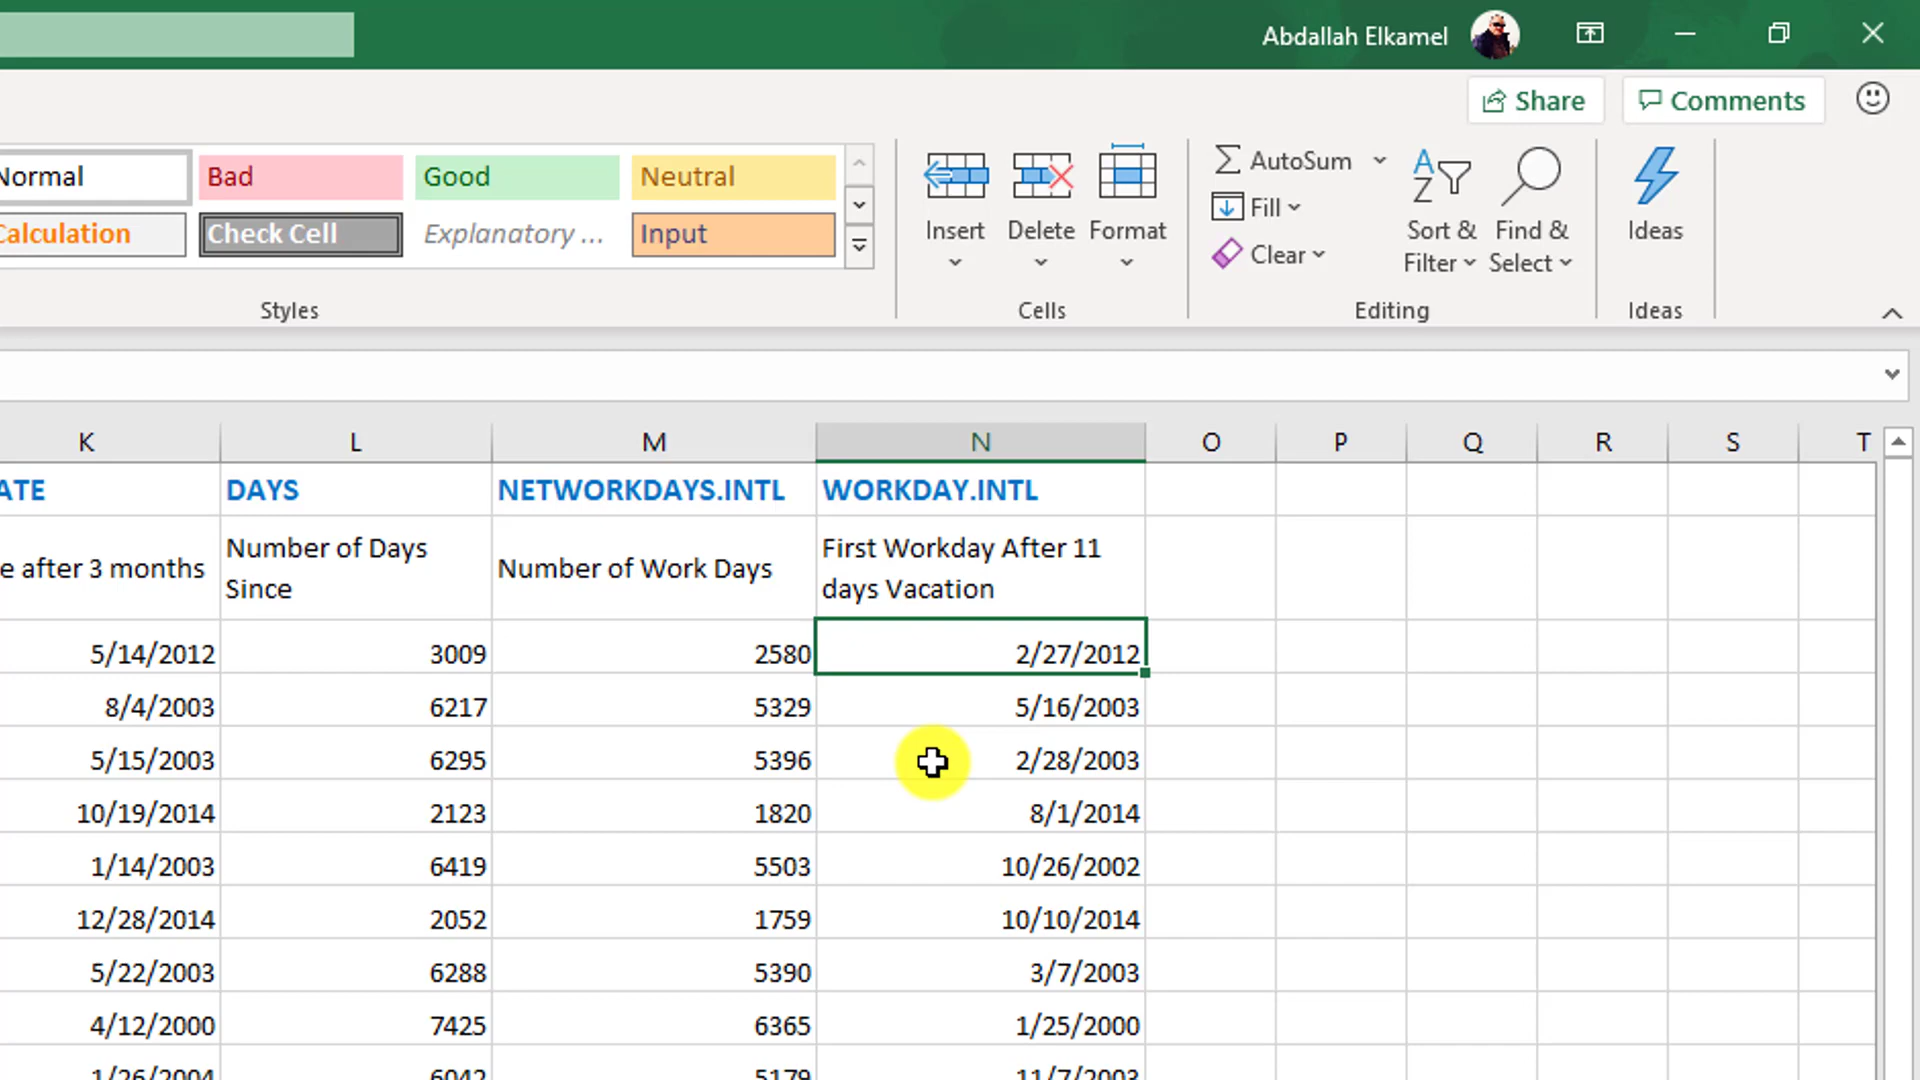 Abdallah Elkamel
Share Comments
Normal Bad Good Neutral
Calculation Check Cell Explanatory ... Input
Insert Delete Format
AutoSum
Fill
Clear
Sort & Filter
Find & Select
Ideas
Styles Cells Editing Ideas
K L M N O P Q R S T
ATE DAYS NETWORKDAYS.INTL WORKDAY.INTL
e after 3 months Number of Days Since Number of Work Days First Workday After 11 days Vacation
5/14/2012 3009 2580 2/27/2012
8/4/2003 6217 5329 5/16/2003
5/15/2003 6295 5396 2/28/2003
10/19/2014 2123 1820 8/1/2014
1/14/2003 6419 5503 10/26/2002
12/28/2014 2052 1759 10/10/2014
5/22/2003 6288 5390 3/7/2003
4/12/2000 7425 6365 1/25/2000
1/26/2004 6042 5179 11/7/2003